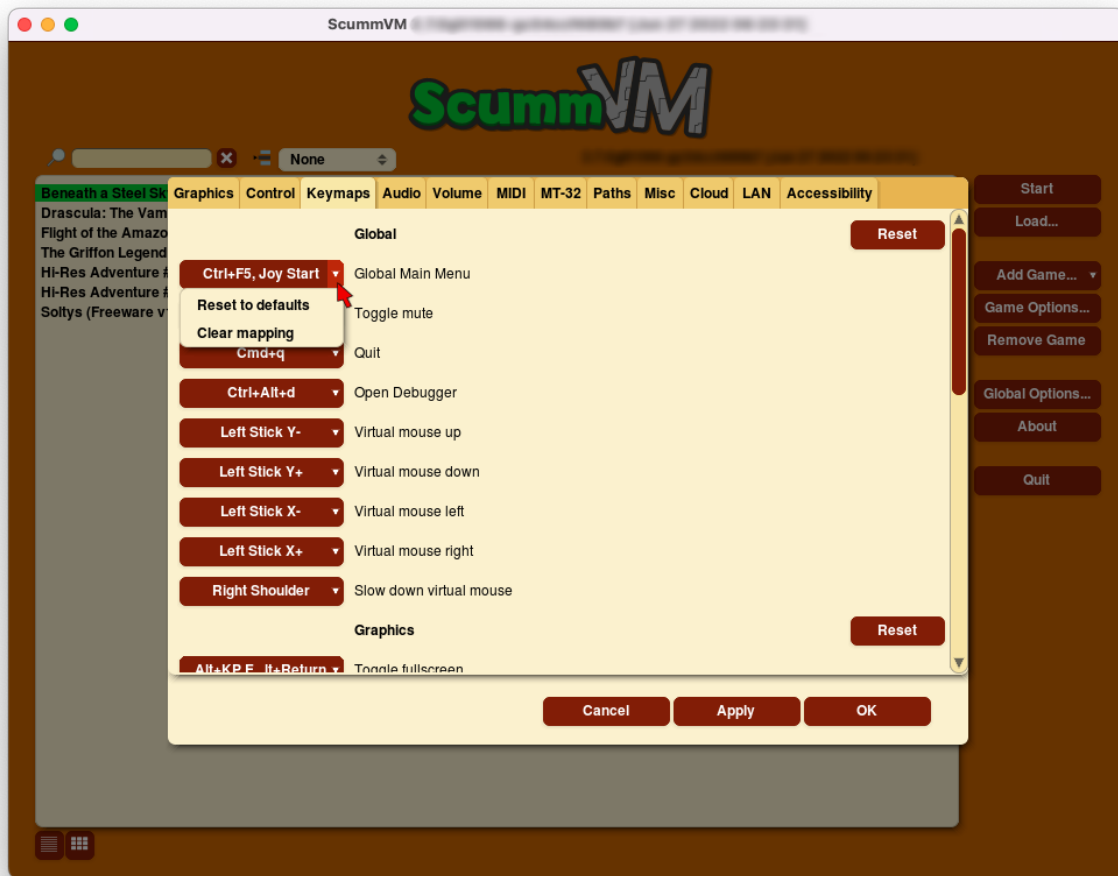 ScummVM
ScummVM
None
Beneath a Steel Sk
Drascula: The Vam
Flight of the Amazo
The Griffon Legend
Hi-Res Adventure #
Hi-Res Adventure #
Soltys (Freeware v
Graphics Control Keymaps Audio Volume MIDI MT-32 Paths Misc Cloud LAN Accessibility
Global Reset
Ctrl+F5, Joy Start Global Main Menu
Reset to defaults
Clear mapping
Toggle mute
Cmd+q Quit
Ctrl+Alt+d Open Debugger
Left Stick Y- Virtual mouse up
Left Stick Y+ Virtual mouse down
Left Stick X- Virtual mouse left
Left Stick X+ Virtual mouse right
Right Shoulder Slow down virtual mouse
Graphics Reset
Alt+KP E...lt+Return Toggle fullscreen
Cancel Apply OK
Start
Load...
Add Game...
Game Options...
Remove Game
Global Options...
About
Quit